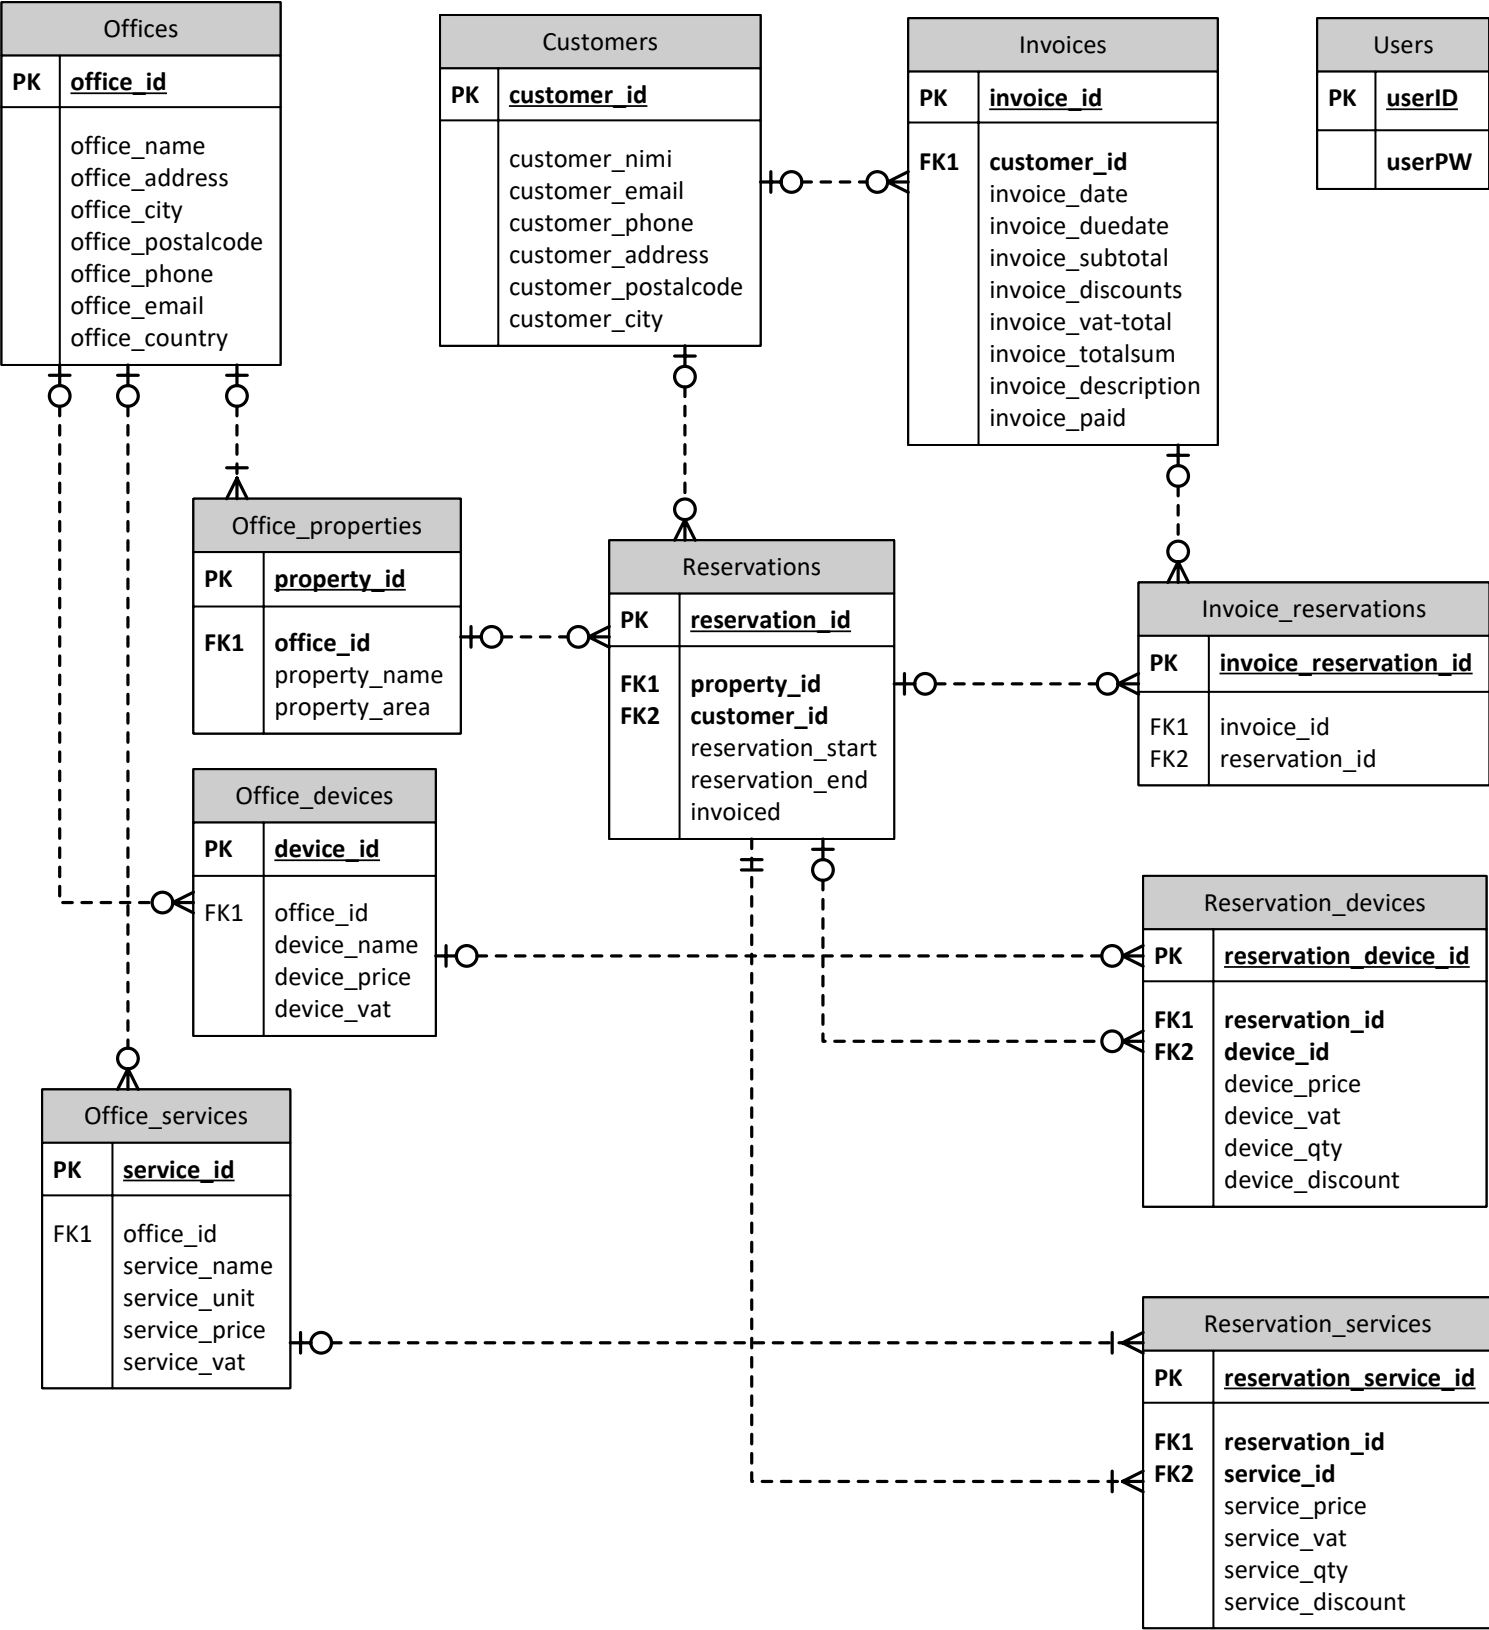 Offices
PK office_id
office_name
office_address
office_city
office_postalcode
office_phone
office_email
office_country
Customers
PK customer_id
customer_nimi
customer_email
customer_phone
customer_address
customer_postalcode
customer_city
Invoices
PK invoice_id
FK1 customer_id
invoice_date
invoice_duedate
invoice_subtotal
invoice_discounts
invoice_vat-total
invoice_totalsum
invoice_description
invoice_paid
Users
PK userID
userPW
Office_properties
PK property_id
FK1 office_id
property_name
property_area
Reservations
PK reservation_id
FK1 property_id
FK2 customer_id
reservation_start
reservation_end
invoiced
Invoice_reservations
PK invoice_reservation_id
FK1 invoice_id
FK2 reservation_id
Office_devices
PK device_id
FK1 office_id
device_name
device_price
device_vat
Reservation_devices
PK reservation_device_id
FK1 reservation_id
FK2 device_id
device_price
device_vat
device_qty
device_discount
Office_services
PK service_id
FK1 office_id
service_name
service_unit
service_price
service_vat
Reservation_services
PK reservation_service_id
FK1 reservation_id
FK2 service_id
service_price
service_vat
service_qty
service_discount